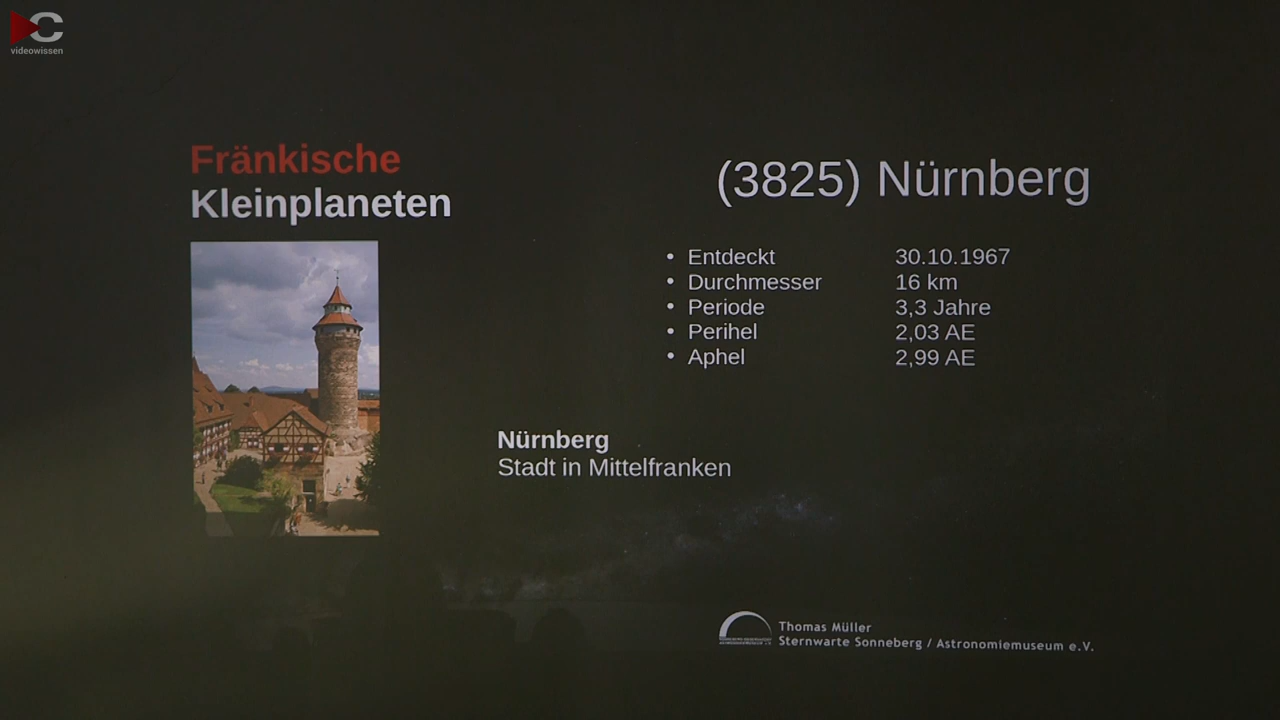 videowissen
Fränkische
Kleinplaneten
(3825) Nürnberg
• Entdeckt 30.10.1967
• Durchmesser 16 km
• Periode 3,3 Jahre
• Perihel 2,03 AE
• Aphel 2,99 AE
Nürnberg
Stadt in Mittelfranken
Thomas Müller
Sternwarte Sonneberg / Astronomiemuseum e.V.